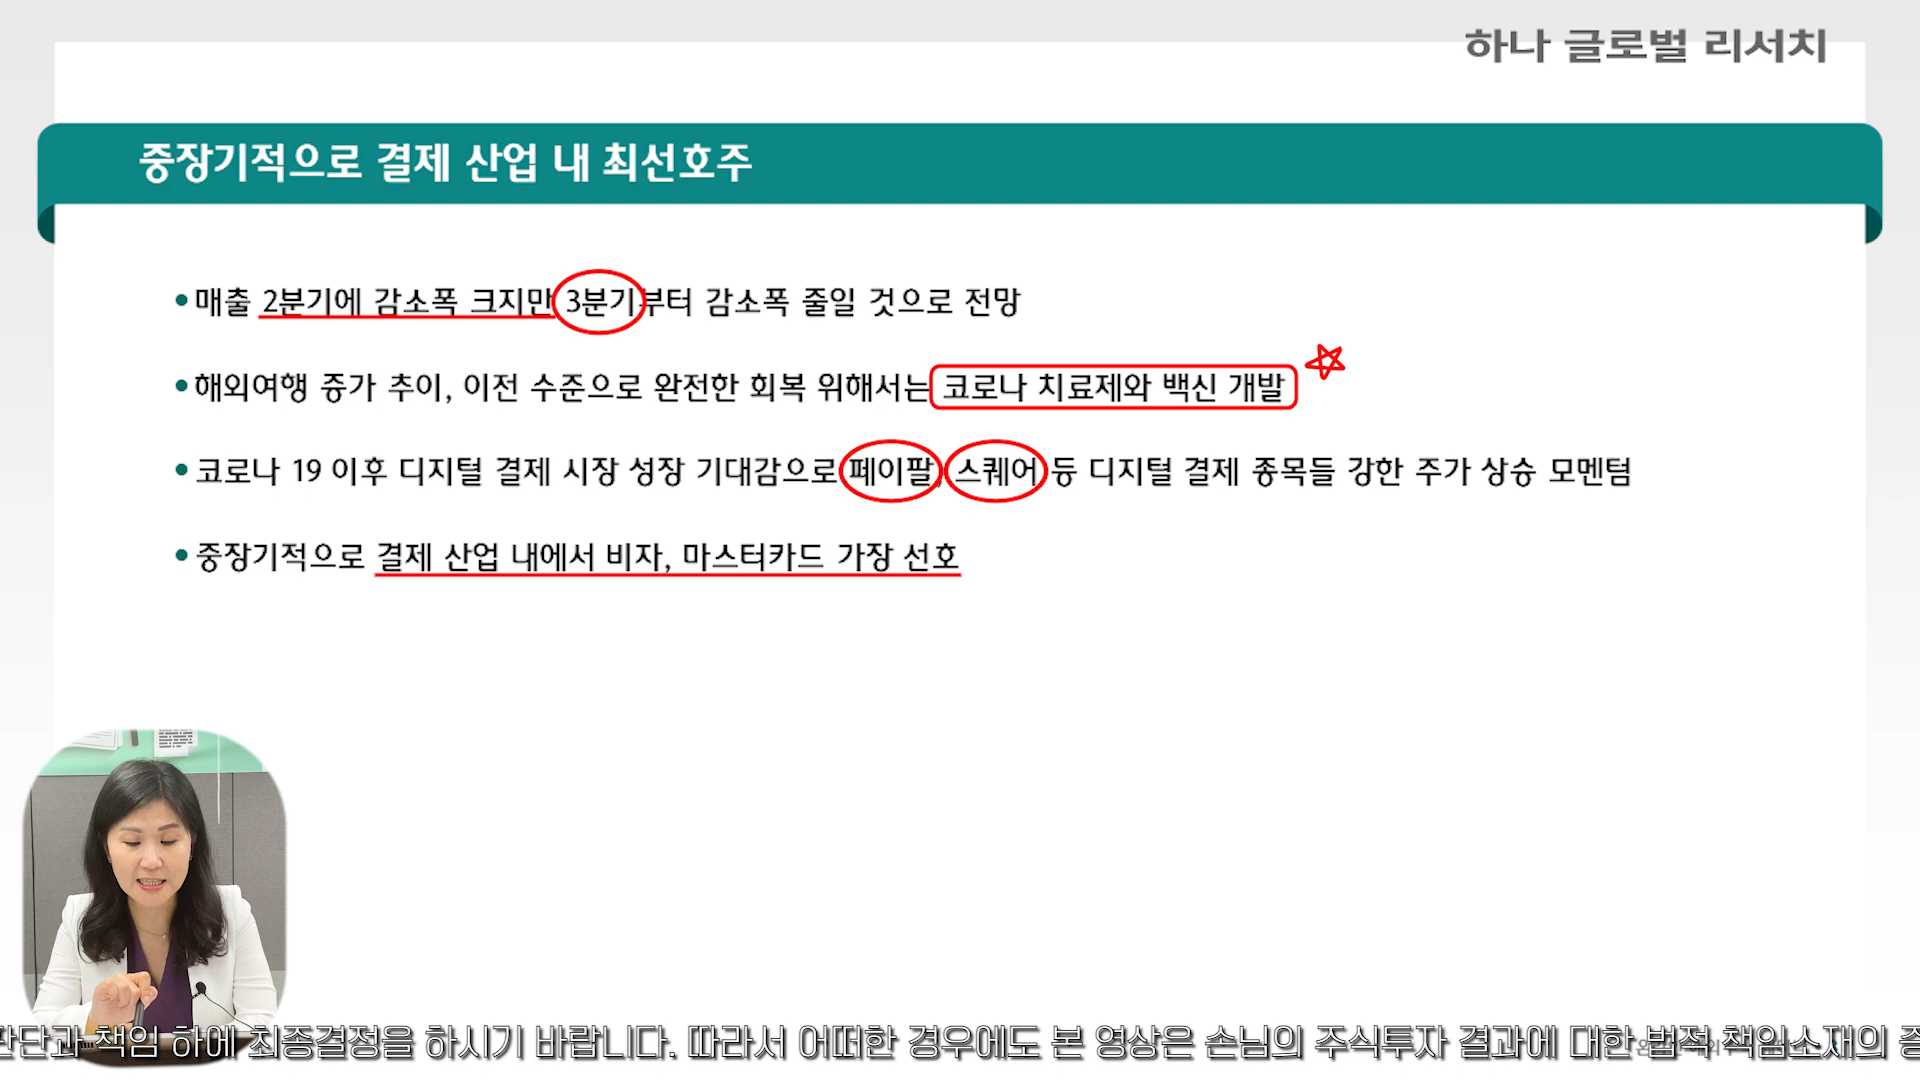 하나 글로벌 리서치
중장기적으로 결제 산업 내 최선호주
• 매출 2분기에 감소폭 크지만 3분기부터 감소폭 줄일 것으로 전망
• 해외여행 증가 추이, 이전 수준으로 완전한 회복 위해서는 코로나 치료제와 백신 개발
• 코로나 19 이후 디지털 결제 시장 성장 기대감으로 페이팔, 스퀘어 등 디지털 결제 종목들 강한 주가 상승 모멘텀
• 중장기적으로 결제 산업 내에서 비자, 마스터카드 가장 선호
판단과 책임 하에 최종결정을 하시기 바랍니다. 따라서 어떠한 경우에도 본 영상은 손님의 주식투자 결과에 대한 법적 책임소재의 증